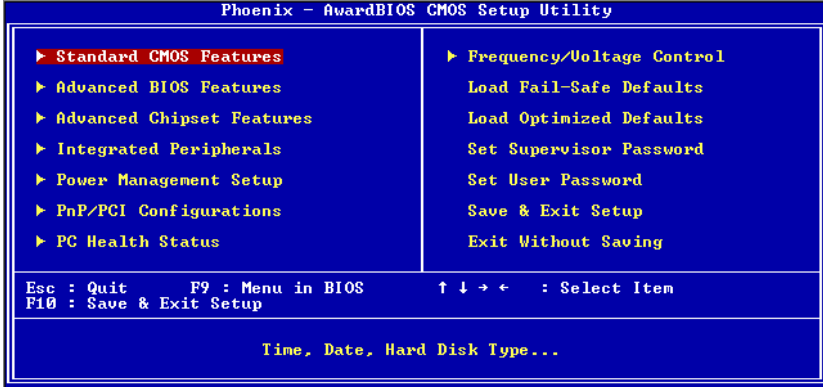 Phoenix - AwardBIOS CMOS Setup Utility
▶ Standard CMOS Features
▶ Advanced BIOS Features
▶ Advanced Chipset Features
▶ Integrated Peripherals
▶ Power Management Setup
▶ PnP/PCI Configurations
▶ PC Health Status
▶ Frequency/Voltage Control
Load Fail-Safe Defaults
Load Optimized Defaults
Set Supervisor Password
Set User Password
Save & Exit Setup
Exit Without Saving
Esc : Quit F9 : Menu in BIOS ↑ ↓ → ← : Select Item
F10 : Save & Exit Setup
Time, Date, Hard Disk Type...